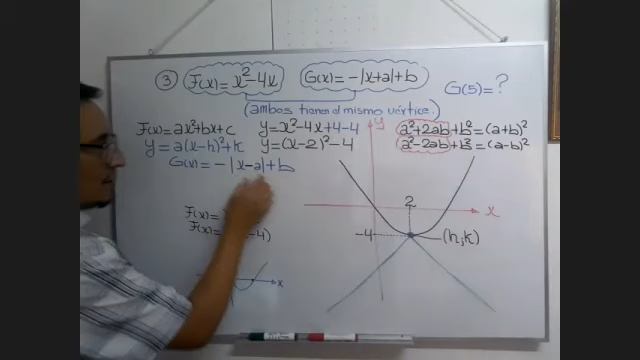 ③ F(x)=x²-4x G(x)=-|x+a|+b G(5)=?
(ambos tienen el mismo vértice.)
F(x)=ax²+bx+c y=x²-4x+4-4 a²+2ab+b²=(a+b)²
y=a(x-h)²+k y=(x-2)²-4 a²-2ab+b²=(a-b)²
G(x)=-|x-a|+b
y
2
x
-4 (h,k)
F(x)=
F(x)= -4)
x